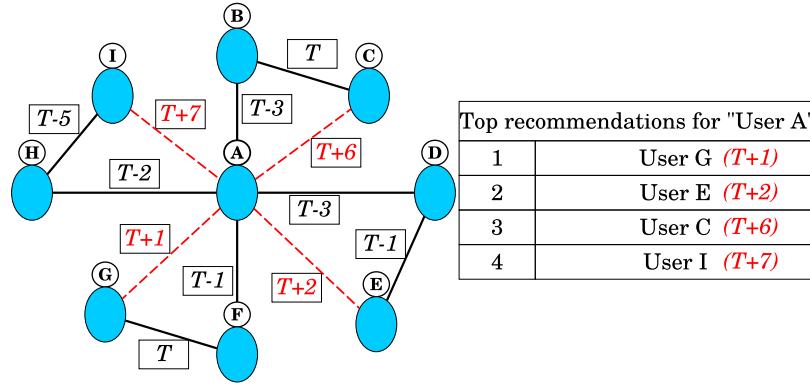 B
T
C
I
T-5
T+7
T-3
T+6
H
A
D
T-2
T-3
T+1
T-1
G
T-1
T+2
E
F
T
Top recommendations for "User A"
1 User G (T+1)
2 User E (T+2)
3 User C (T+6)
4 User I (T+7)